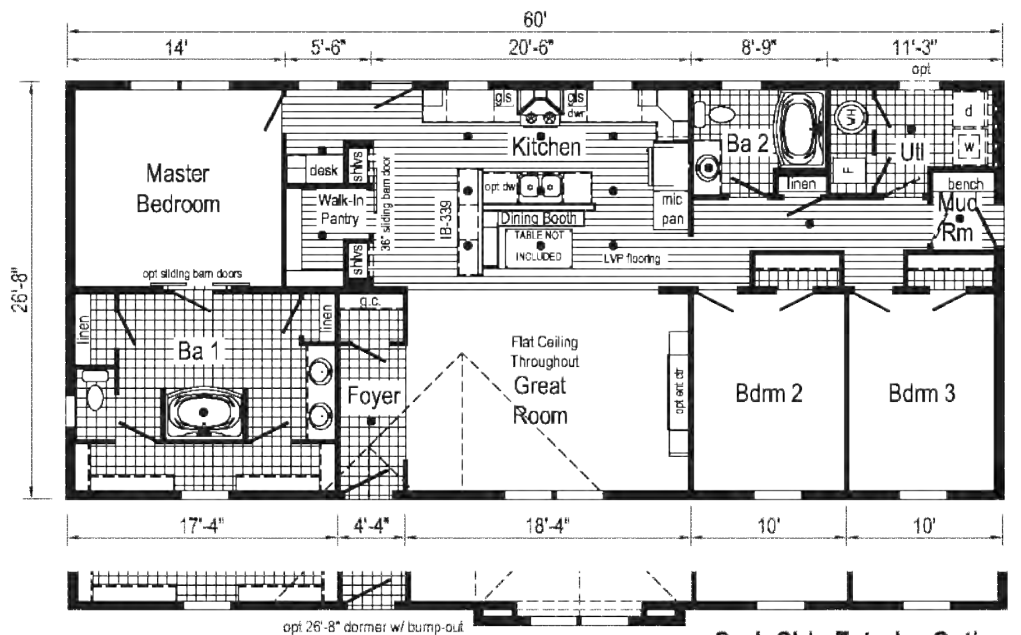 60'
14'
5'-6"
20'-6"
8'-9"
11'-3"
opt
26'-8"
Master
Bedroom
desk
shlvs
Walk-In
Pantry
shlvs
36" sliding barn door
gls
gls
dwr
Kitchen
opt dw
IB-339
Dining Booth
TABLE NOT
INCLUDED
LVP flooring
mic
pan
Ba 2
linen
WH
F
Utl
d
w
bench
Mud
Rm
opt sliding barn doors
linen
Ba 1
linen
g.c.
Foyer
Flat Ceiling
Throughout
Great
Room
opt ent ctr
Bdrm 2
Bdrm 3
17'-4"
4'-4"
18'-4"
10'
10'
opt 26'-8" dormer w/ bump-out